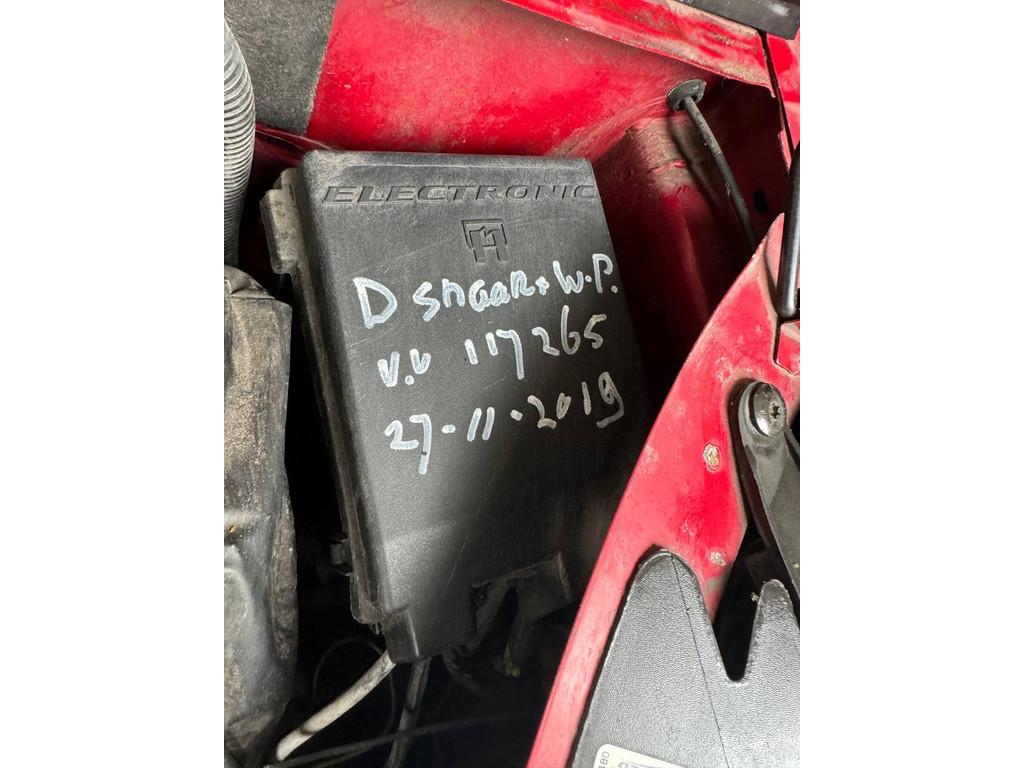 ELECTRONIC
D SnaaR + W.P.
V.V 117265
27-11-2019